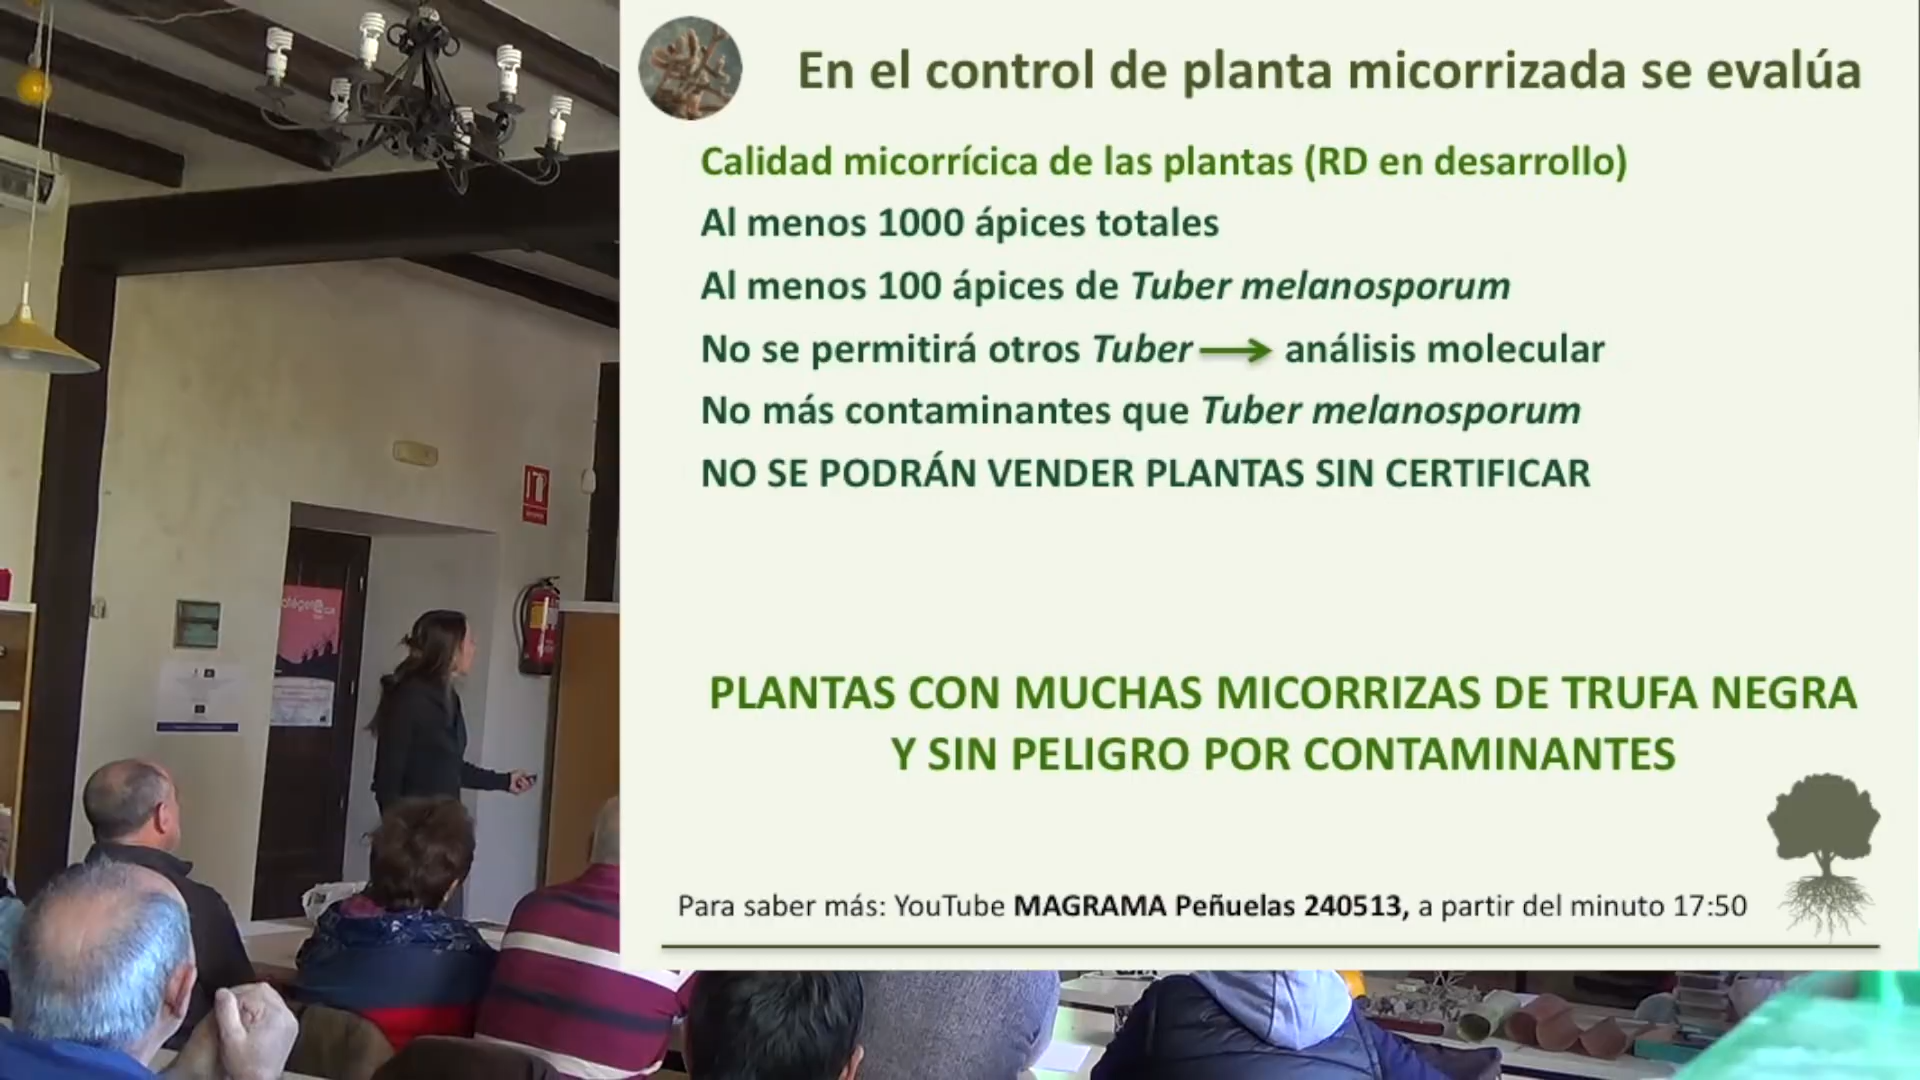 En el control de planta micorrizada se evalúa
Calidad micorrícica de las plantas (RD en desarrollo)
Al menos 1000 ápices totales
Al menos 100 ápices de Tuber melanosporum
No se permitirá otros Tuber → análisis molecular
No más contaminantes que Tuber melanosporum
NO SE PODRÁN VENDER PLANTAS SIN CERTIFICAR
PLANTAS CON MUCHAS MICORRIZAS DE TRUFA NEGRA
Y SIN PELIGRO POR CONTAMINANTES
Para saber más: YouTube MAGRAMA Peñuelas 240513, a partir del minuto 17:50